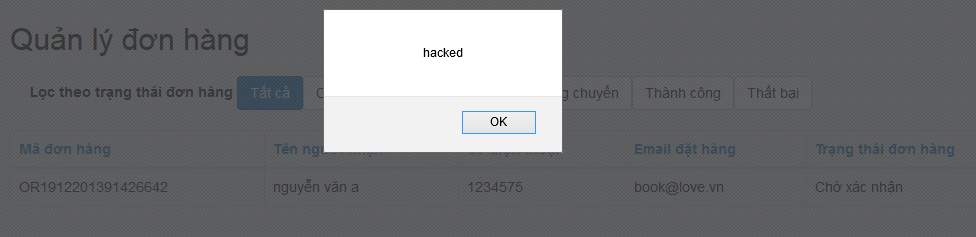 Quản lý đơn hàng
hacked
OK
Lọc theo trạng thái đơn hàng Tất cả chuyển Thành công Thất bại
Mã đơn hàng Email đặt hàng Trạng thái đơn hàng
OR1912201391426642 nguyễn văn a 1234575 book@love.vn Chờ xác nhận